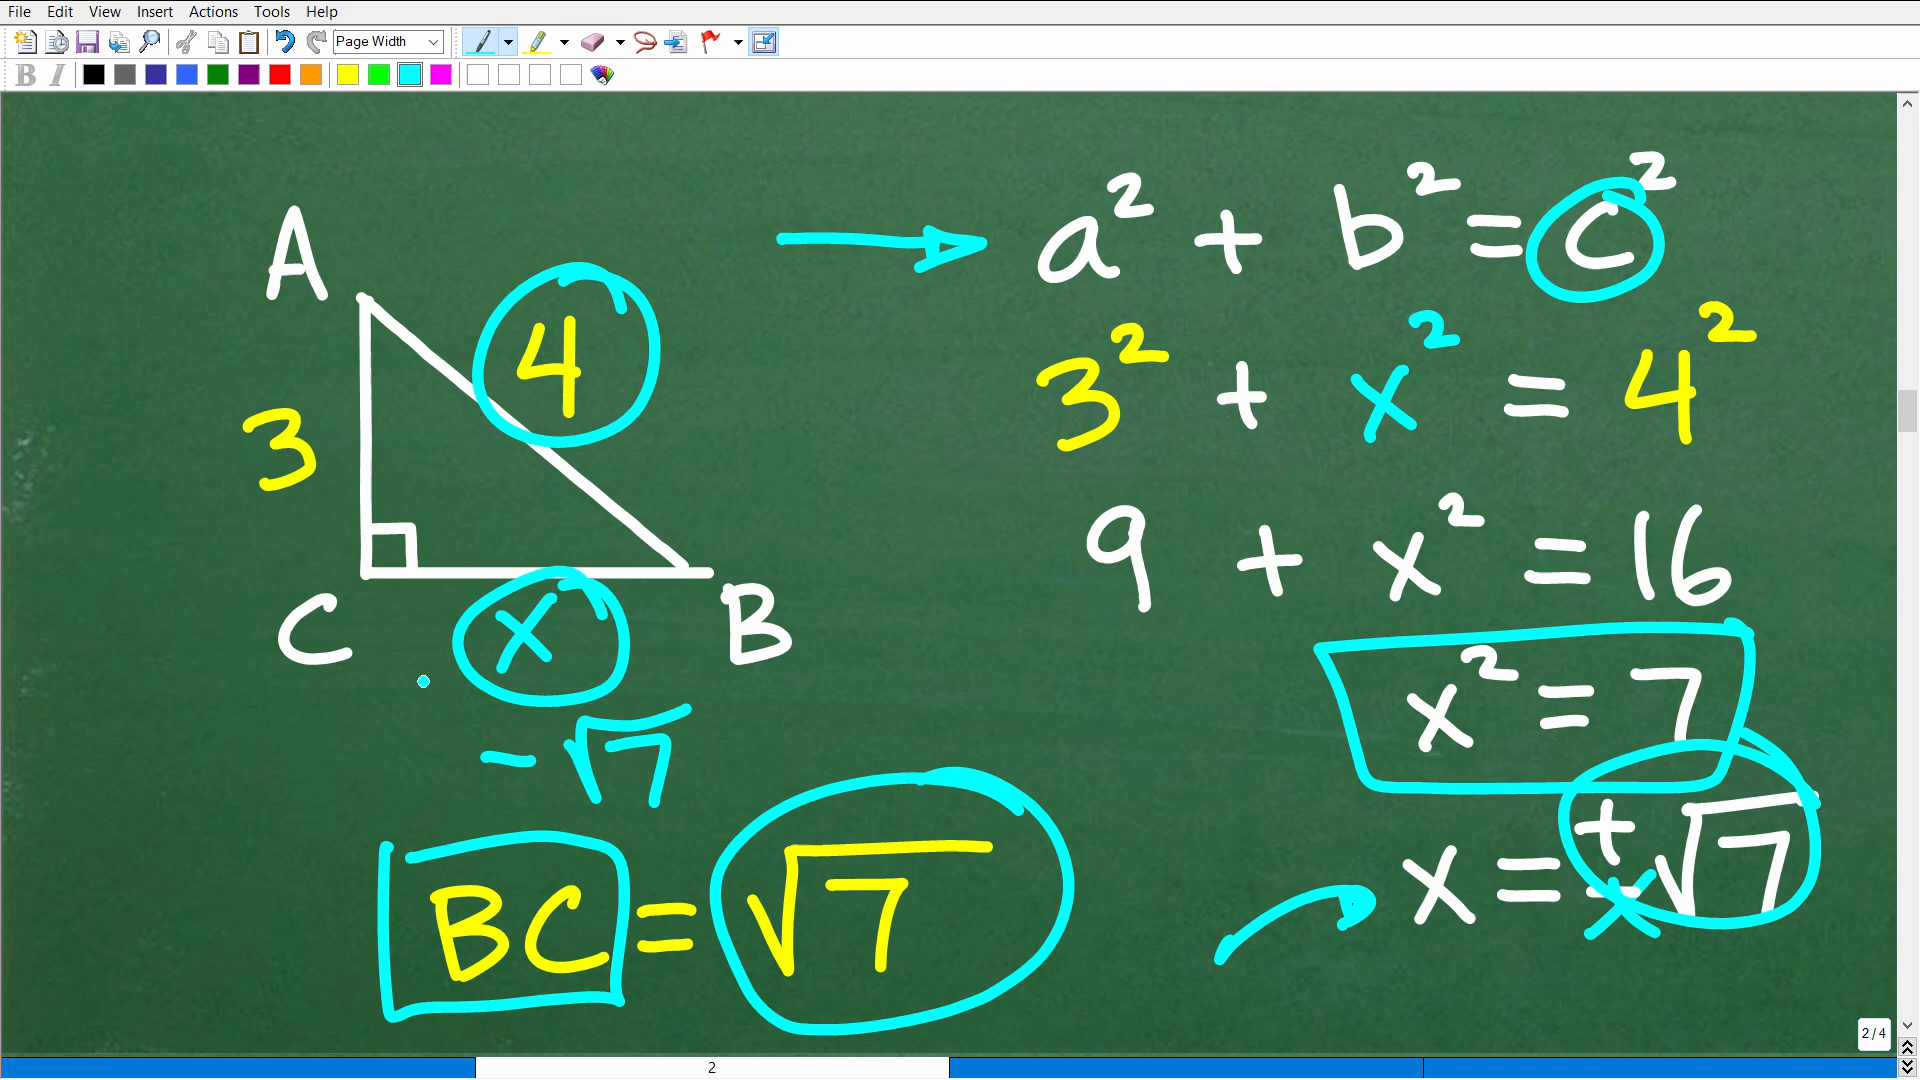 File Edit View Insert Actions Tools Help
Page Width
B I
A
4
3
C
x
B
- √7
BC = √7
a² + b² = c²
3² + x² = 4²
9 + x² = 16
x² = 7
x = ±√7
2 / 4
2